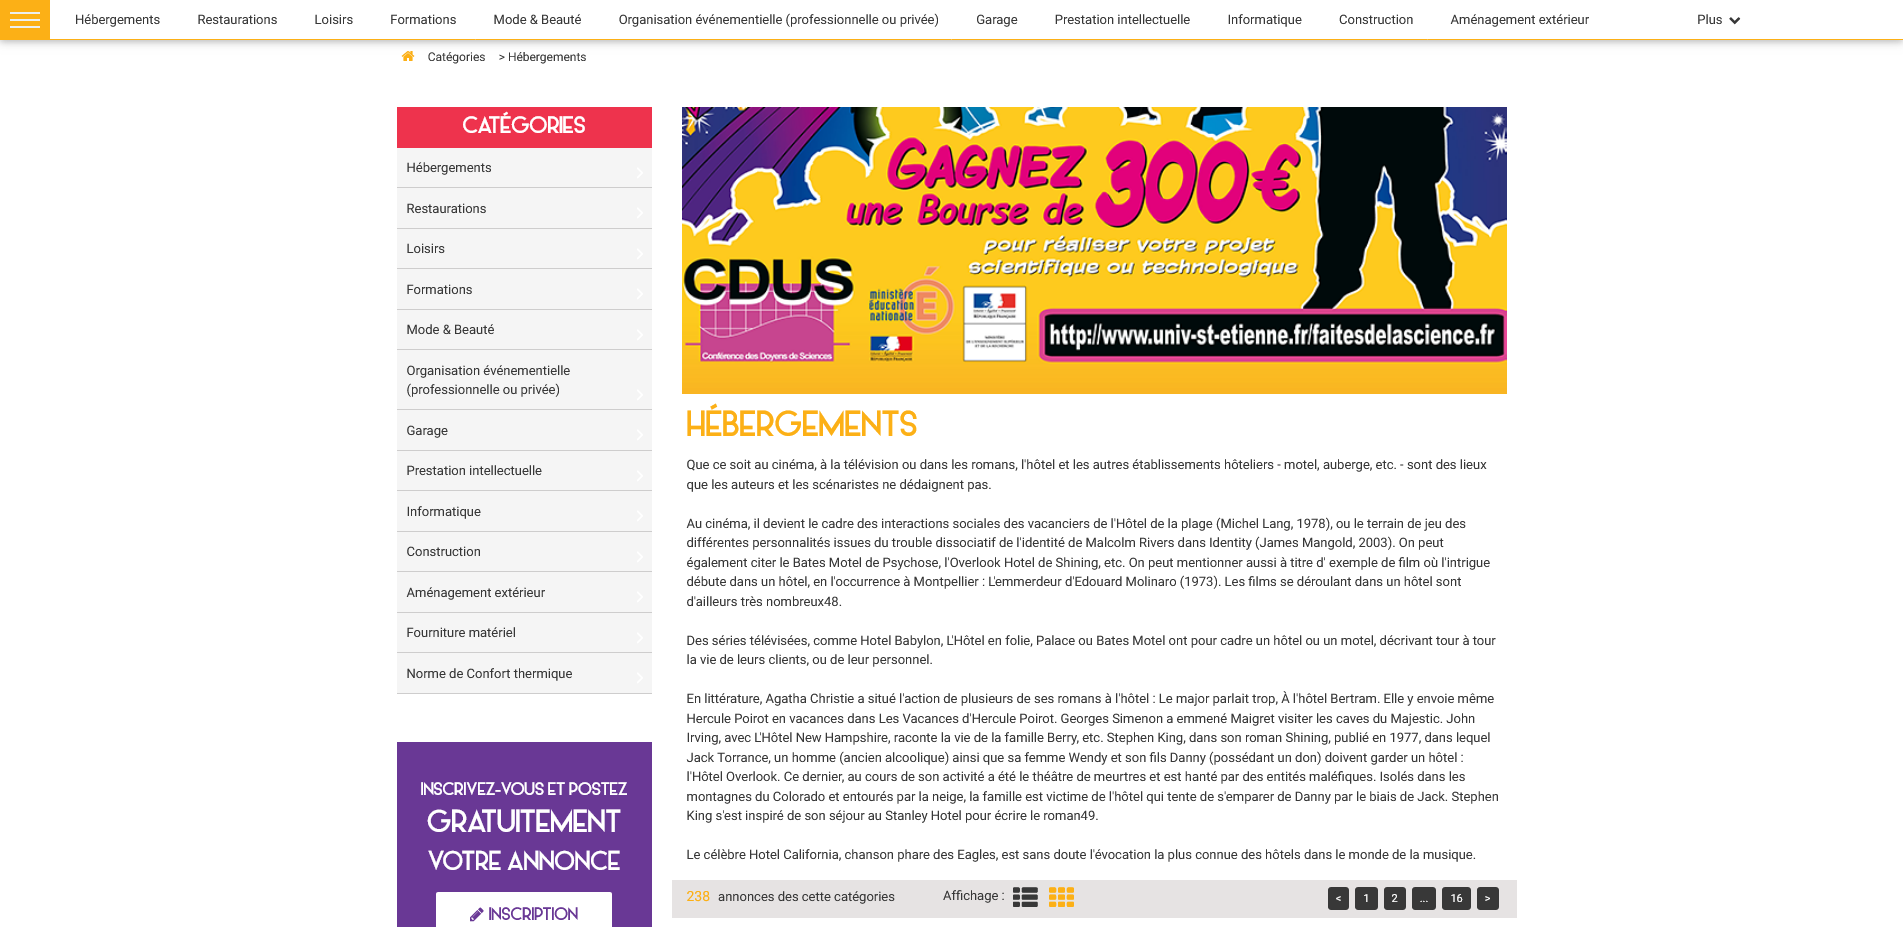 Hébergements Restaurations Loisirs Formations Mode & Beauté Organisation événementielle (professionnelle ou privée) Garage Prestation intellectuelle Informatique Construction Aménagement extérieur Plus
Catégories > Hébergements
CATÉGORIES
Hébergements
Restaurations
Loisirs
Formations
Mode & Beauté
Organisation événementielle
(professionnelle ou privée)
Garage
Prestation intellectuelle
Informatique
Construction
Aménagement extérieur
Fourniture matériel
Norme de Confort thermique
INSCRIVEZ-VOUS ET POSTEZ
GRATUITEMENT
VOTRE ANNONCE
INSCRIPTION
GAGNEZ 300€
une Bourse de
pour réaliser votre projet
scientifique ou technologique
CDUS
Conférence des Doyens de Sciences
ministère
éducation
nationale
http://www.univ-st-etienne.fr/faitesdelascience.fr
HÉBERGEMENTS
Que ce soit au cinéma, à la télévision ou dans les romans, l'hôtel et les autres établissements hôteliers - motel, auberge, etc. - sont des lieux
que les auteurs et les scénaristes ne dédaignent pas.
Au cinéma, il devient le cadre des interactions sociales des vacanciers de l'Hôtel de la plage (Michel Lang, 1978), ou le terrain de jeu des
différentes personnalités issues du trouble dissociatif de l'identité de Malcolm Rivers dans Identity (James Mangold, 2003). On peut
également citer le Bates Motel de Psychose, l'Overlook Hotel de Shining, etc. On peut mentionner aussi à titre d' exemple de film où l'intrigue
débute dans un hôtel, en l'occurrence à Montpellier : L'emmerdeur d'Edouard Molinaro (1973). Les films se déroulant dans un hôtel sont
d'ailleurs très nombreux48.
Des séries télévisées, comme Hotel Babylon, L'Hôtel en folie, Palace ou Bates Motel ont pour cadre un hôtel ou un motel, décrivant tour à tour
la vie de leurs clients, ou de leur personnel.
En littérature, Agatha Christie a situé l'action de plusieurs de ses romans à l'hôtel : Le major parlait trop, À l'hôtel Bertram. Elle y envoie même
Hercule Poirot en vacances dans Les Vacances d'Hercule Poirot. Georges Simenon a emmené Maigret visiter les caves du Majestic. John
Irving, avec L'Hôtel New Hampshire, raconte la vie de la famille Berry, etc. Stephen King, dans son roman Shining, publié en 1977, dans lequel
Jack Torrance, un homme (ancien alcoolique) ainsi que sa femme Wendy et son fils Danny (possédant un don) doivent garder un hôtel :
l'Hôtel Overlook. Ce dernier, au cours de son activité a été le théâtre de meurtres et est hanté par des entités maléfiques. Isolés dans les
montagnes du Colorado et entourés par la neige, la famille est victime de l'hôtel qui tente de s'emparer de Danny par le biais de Jack. Stephen
King s'est inspiré de son séjour au Stanley Hotel pour écrire le roman49.
Le célèbre Hotel California, chanson phare des Eagles, est sans doute l'évocation la plus connue des hôtels dans le monde de la musique.
238 annonces des cette catégories Affichage : < 1 2 ... 16 >